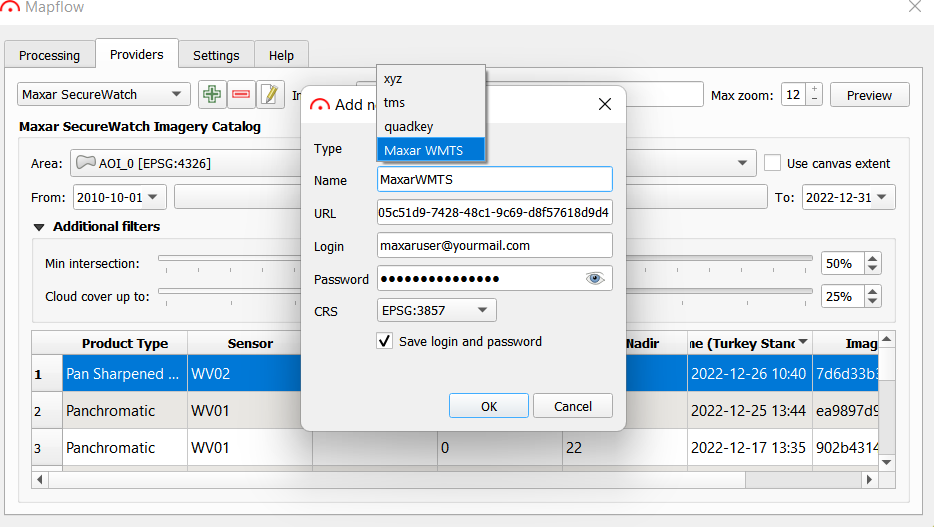 Mapflow
Processing
Providers
Settings
Help
Maxar SecureWatch
Max zoom:
12
Preview
Maxar SecureWatch Imagery Catalog
Area:
AOI_0 [EPSG:4326]
Use canvas extent
From:
2010-10-01
To:
2022-12-31
Additional filters
Min intersection:
50%
Cloud cover up to:
25%
Product Type
Sensor
Nadir
me (Turkey Stand
Imag
1
Pan Sharpened ...
WV02
2022-12-26 10:40
7d6d33b3
2
Panchromatic
WV01
2022-12-25 13:44
ea9897d9
3
Panchromatic
WV01
0
22
2022-12-17 13:35
902b4314
Add n
Type
xyz
tms
quadkey
Maxar WMTS
Name
MaxarWMTS
URL
05c51d9-7428-48c1-9c69-d8f57618d9d4
Login
maxaruser@yourmail.com
Password
CRS
EPSG:3857
Save login and password
OK
Cancel